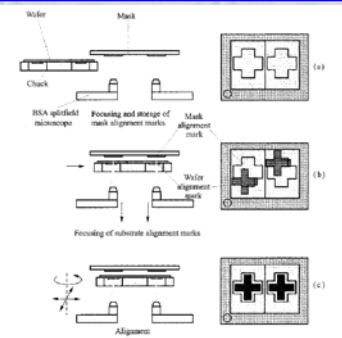 Wafer
Mask
(a)
Chuck
BSA splitfield
microscope
Focusing and storage of
mask alignment marks
Mask
alignment
mark
(b)
Wafer
alignment
mark
Focusing of substrate alignment marks
(c)
Alignment